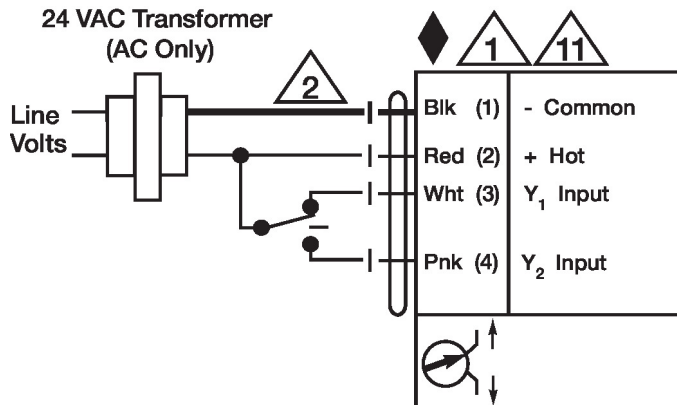 24 VAC Transformer
(AC Only)
1
11
2
Line
Volts
Blk (1) - Common
Red (2) + Hot
Wht (3) Y₁ Input
Pnk (4) Y₂ Input